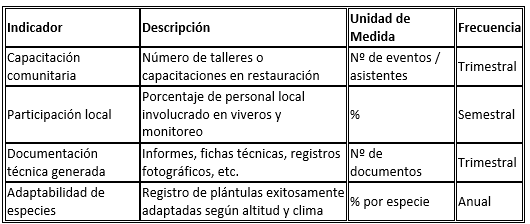 Indicador Descripción Unidad de Medida Frecuencia
Capacitación comunitaria Número de talleres o capacitaciones en restauración Nº de eventos / asistentes Trimestral
Participación local Porcentaje de personal local involucrado en viveros y monitoreo % Semestral
Documentación técnica generada Informes, fichas técnicas, registros fotográficos, etc. Nº de documentos Trimestral
Adaptabilidad de especies Registro de plántulas exitosamente adaptadas según altitud y clima % por especie Anual